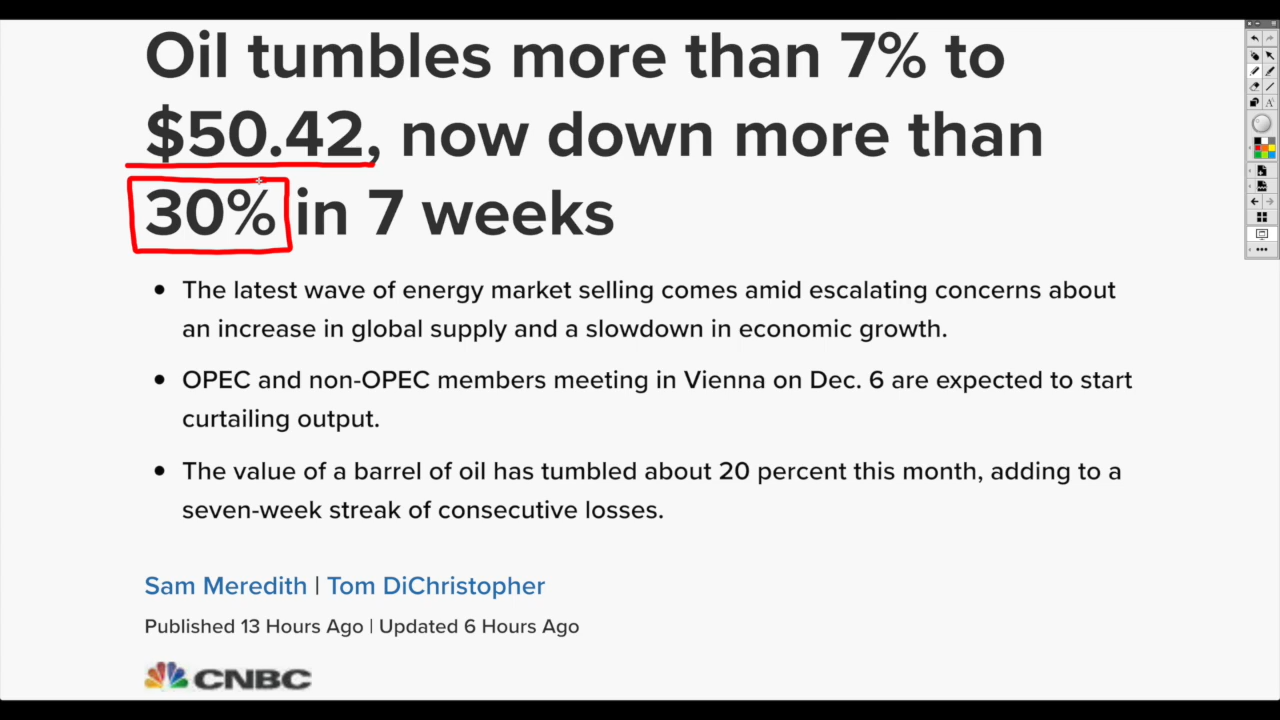 Oil tumbles more than 7% to
$50.42, now down more than
30% in 7 weeks
• The latest wave of energy market selling comes amid escalating concerns about
an increase in global supply and a slowdown in economic growth.
• OPEC and non-OPEC members meeting in Vienna on Dec. 6 are expected to start
curtailing output.
• The value of a barrel of oil has tumbled about 20 percent this month, adding to a
seven-week streak of consecutive losses.
Sam Meredith | Tom DiChristopher
Published 13 Hours Ago | Updated 6 Hours Ago
CNBC